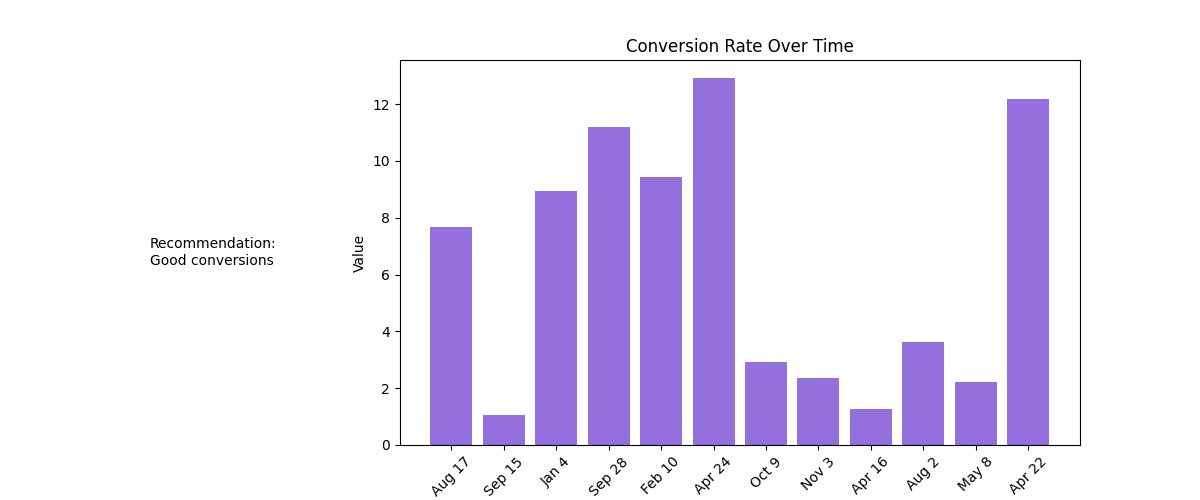 Conversion Rate Over Time
Recommendation:
Good conversions
Value
12
10
8
6
4
2
0
Aug 17
Sep 15
Jan 4
Sep 28
Feb 10
Apr 24
Oct 9
Nov 3
Apr 16
Aug 2
May 8
Apr 22